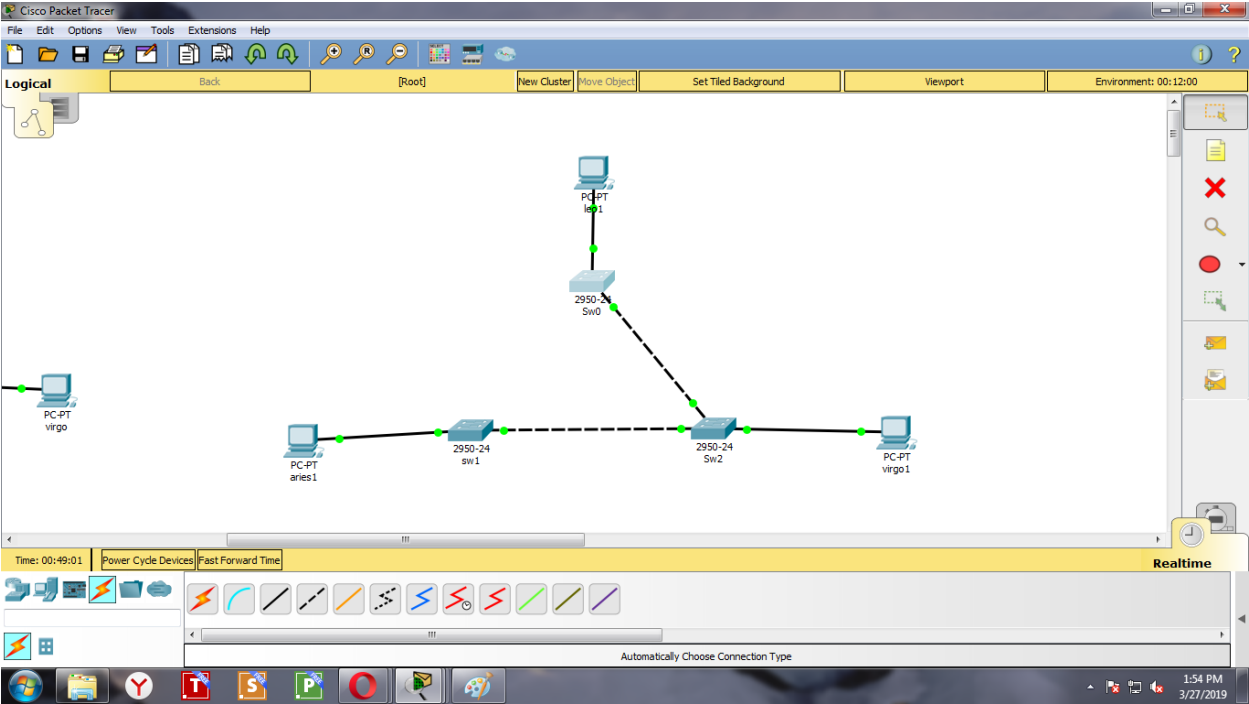 Cisco Packet Tracer
File Edit Options View Tools Extensions Help
Logical Back [Root] New Cluster Move Object Set Tiled Background Viewport Environment: 00:12:00
PC-PT
leo1
2950-24
Sw0
PC-PT
virgo
PC-PT
aries1
2950-24
sw1
2950-24
Sw2
PC-PT
virgo1
Time: 00:49:01 Power Cycle Devices Fast Forward Time Realtime
Automatically Choose Connection Type
1:54 PM
3/27/2019